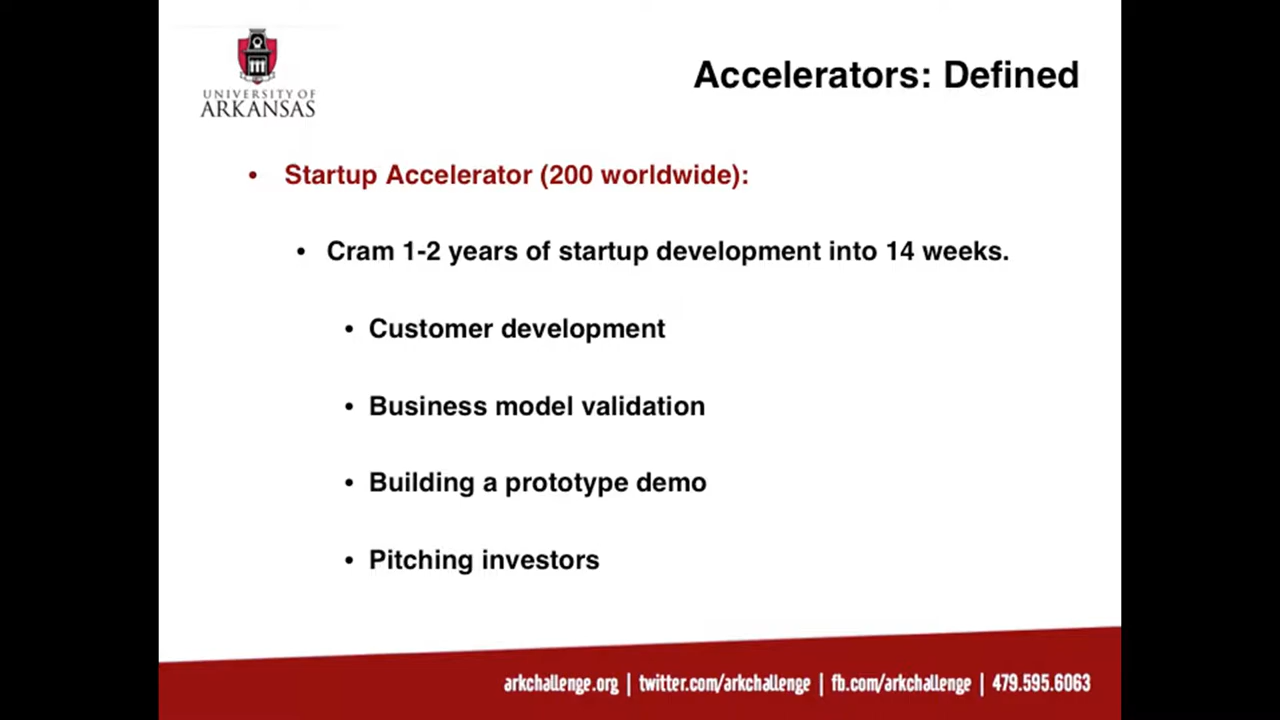 UNIVERSITY OF
ARKANSAS
Accelerators: Defined
• Startup Accelerator (200 worldwide):
• Cram 1-2 years of startup development into 14 weeks.
• Customer development
• Business model validation
• Building a prototype demo
• Pitching investors
arkchallenge.org | twitter.com/arkchallenge | fb.com/arkchallenge | 479.595.6063